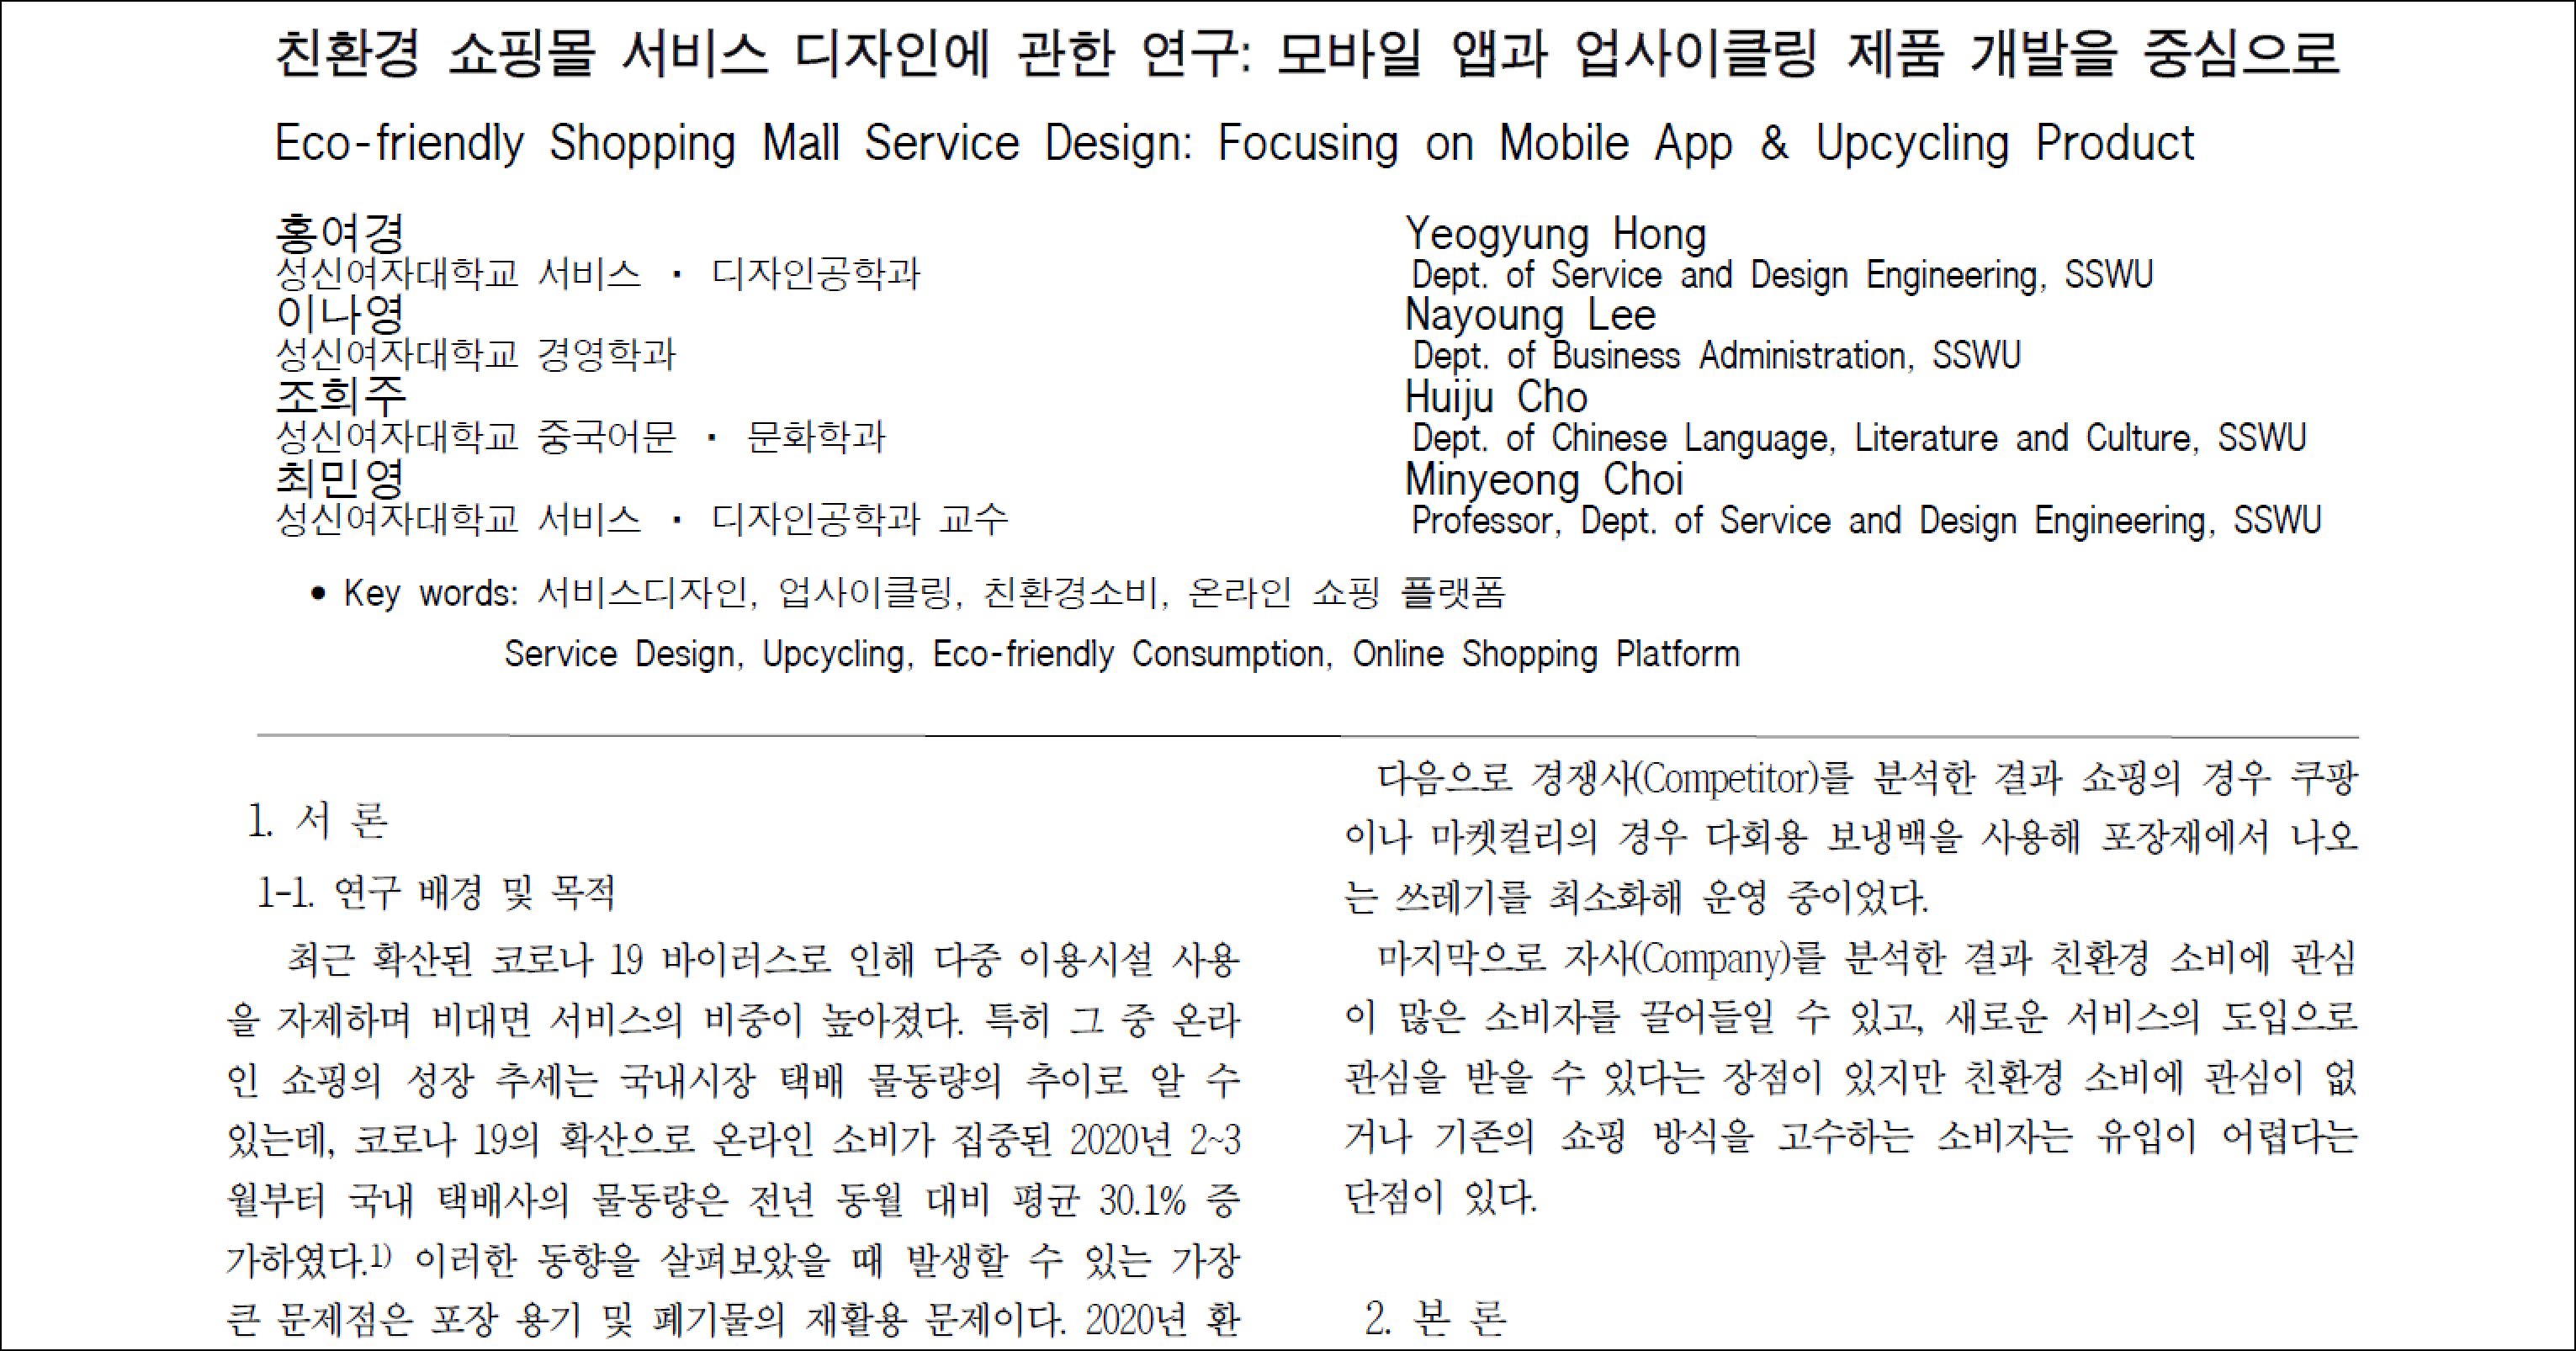 친환경 쇼핑몰 서비스 디자인에 관한 연구: 모바일 앱과 업사이클링 제품 개발을 중심으로
Eco-friendly Shopping Mall Service Design: Focusing on Mobile App & Upcycling Product
홍여경
성신여자대학교 서비스 · 디자인공학과
이나영
성신여자대학교 경영학과
조희주
성신여자대학교 중국어문 · 문화학과
최민영
성신여자대학교 서비스 · 디자인공학과 교수
Yeogyung Hong
Dept. of Service and Design Engineering, SSWU
Nayoung Lee
Dept. of Business Administration, SSWU
Huiju Cho
Dept. of Chinese Language, Literature and Culture, SSWU
Minyeong Choi
Professor, Dept. of Service and Design Engineering, SSWU
• Key words: 서비스디자인, 업사이클링, 친환경소비, 온라인 쇼핑 플랫폼
Service Design, Upcycling, Eco-friendly Consumption, Online Shopping Platform
1. 서 론
1-1. 연구 배경 및 목적
최근 확산된 코로나 19 바이러스로 인해 다중 이용시설 사용
을 자제하며 비대면 서비스의 비중이 높아졌다. 특히 그 중 온라
인 쇼핑의 성장 추세는 국내시장 택배 물동량의 추이로 알 수
있는데, 코로나 19의 확산으로 온라인 소비가 집중된 2020년 2~3
월부터 국내 택배사의 물동량은 전년 동월 대비 평균 30.1% 증
가하였다.1) 이러한 동향을 살펴보았을 때 발생할 수 있는 가장
큰 문제점은 포장 용기 및 폐기물의 재활용 문제이다. 2020년 환
다음으로 경쟁사(Competitor)를 분석한 결과 쇼핑의 경우 쿠팡
이나 마켓컬리의 경우 다회용 보냉백을 사용해 포장재에서 나오
는 쓰레기를 최소화해 운영 중이었다.
마지막으로 자사(Company)를 분석한 결과 친환경 소비에 관심
이 많은 소비자를 끌어들일 수 있고, 새로운 서비스의 도입으로
관심을 받을 수 있다는 장점이 있지만 친환경 소비에 관심이 없
거나 기존의 쇼핑 방식을 고수하는 소비자는 유입이 어렵다는
단점이 있다.
2. 본 론